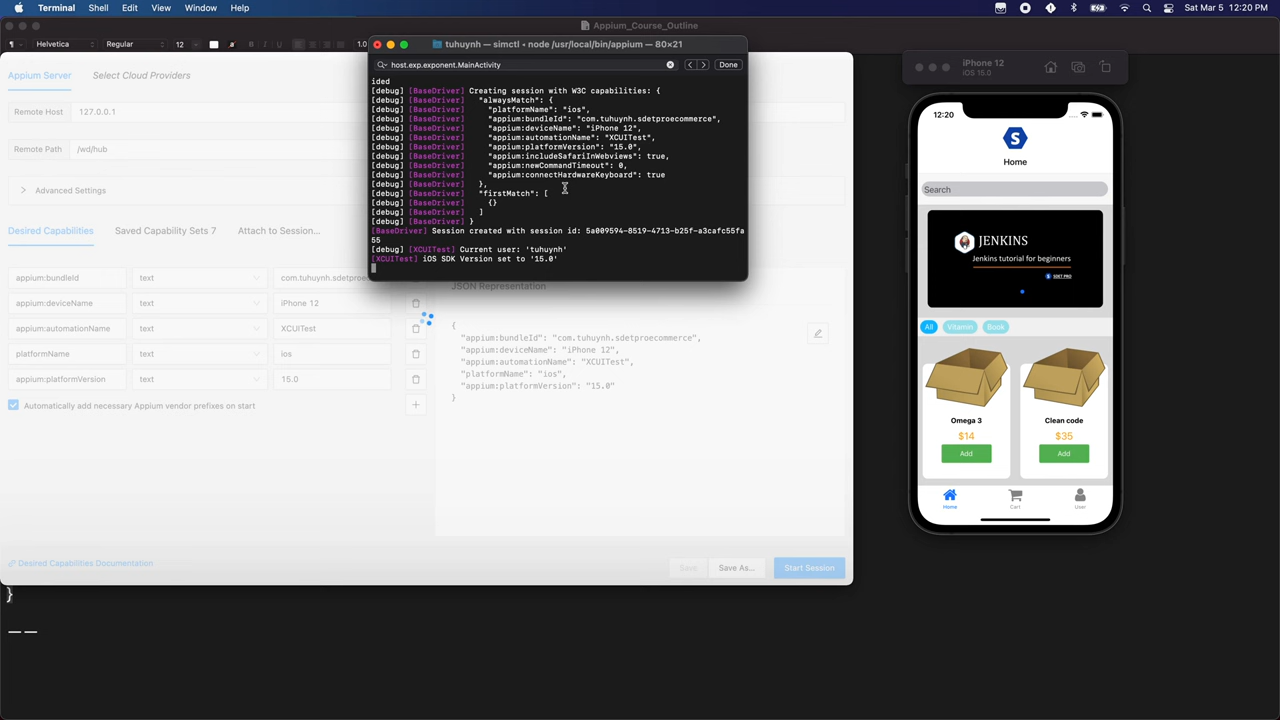 Terminal Shell Edit View Window Help
Sat Mar 5 12:20 PM
Appium_Course_Outline
¶ Helvetica Regular 12 a B I U 1.0
tuhuynh — simctl • node /usr/local/bin/appium — 80×21
host.exp.exponent.MainActivity Done
ided
[debug] [BaseDriver] Creating session with W3C capabilities: {
[debug] [BaseDriver]   "alwaysMatch": {
[debug] [BaseDriver]     "platformName": "ios",
[debug] [BaseDriver]     "appium:bundleId": "com.tuhuynh.sdetproecommerce",
[debug] [BaseDriver]     "appium:deviceName": "iPhone 12",
[debug] [BaseDriver]     "appium:automationName": "XCUITest",
[debug] [BaseDriver]     "appium:platformVersion": "15.0",
[debug] [BaseDriver]     "appium:includeSafariInWebviews": true,
[debug] [BaseDriver]     "appium:newCommandTimeout": 0,
[debug] [BaseDriver]     "appium:connectHardwareKeyboard": true
[debug] [BaseDriver]   },
[debug] [BaseDriver]   "firstMatch": [
[debug] [BaseDriver]     {}
[debug] [BaseDriver]   ]
[debug] [BaseDriver] }
[BaseDriver] Session created with session id: 5a009594-8519-4713-b25f-a3cafc55fa
55
[debug] [XCUITest] Current user: 'tuhuynh'
[XCUITest] iOS SDK Version set to '15.0'
Appium Server Select Cloud Providers
Remote Host 127.0.0.1
Remote Path /wd/hub
Advanced Settings
Desired Capabilities Saved Capability Sets 7 Attach to Session...
appium:bundleId text com.tuhuynh.sdetpro
appium:deviceName text iPhone 12
appium:automationName text XCUITest
platformName text ios
appium:platformVersion text 15.0
Automatically add necessary Appium vendor prefixes on start
JSON Representation
{
"appium:bundleId": "com.tuhuynh.sdetproecommerce",
"appium:deviceName": "iPhone 12",
"appium:automationName": "XCUITest",
"platformName": "ios",
"appium:platformVersion": "15.0"
}
Desired Capabilities Documentation
Save Save As... Start Session
}
——
iPhone 12
iOS 15.0
12:20
S
Home
Search
JENKINS
Jenkins tutorial for beginners
S SDET PRO
All Vitamin Book
Omega 3 Clean code
$14 $35
Add Add
Home Cart User